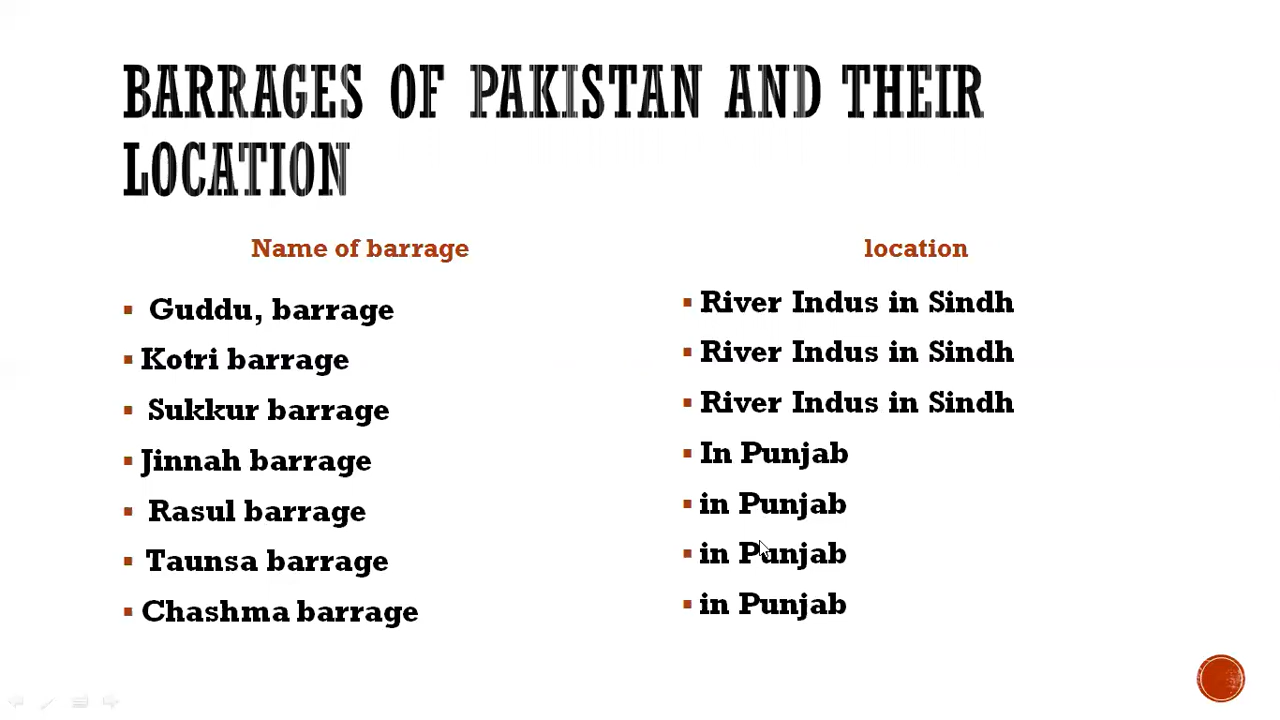 BARRAGES OF PAKISTAN AND THEIR
LOCATION
Name of barrage
Guddu, barrage
Kotri barrage
Sukkur barrage
Jinnah barrage
Rasul barrage
Taunsa barrage
Chashma barrage
location
River Indus in Sindh
River Indus in Sindh
River Indus in Sindh
In Punjab
in Punjab
in Punjab
in Punjab